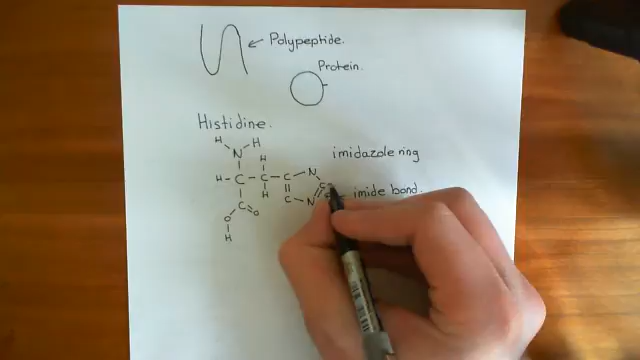 Polypeptide.
Protein.
Histidine.
H H
N H
imidazole ring
H - C - C - C - N
C
H C N imide bond.
C
O O
H